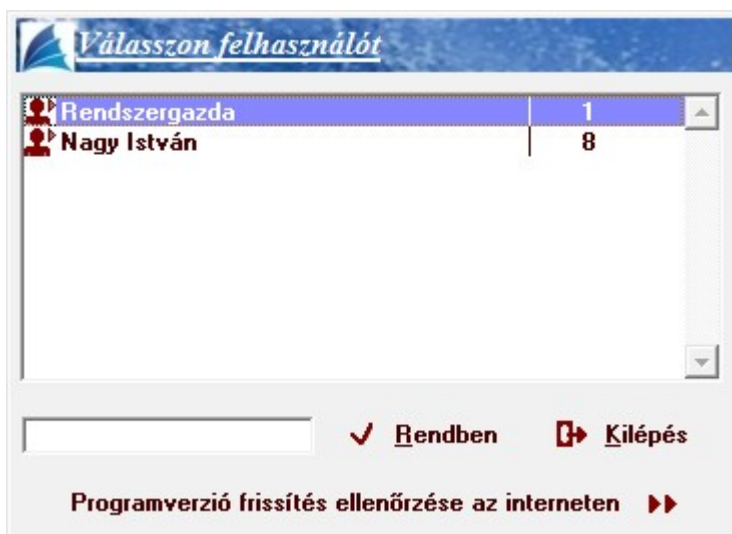 Válasszon felhasználót
Rendszergazda 1
Nagy István 8
Rendben Kilépés
Programverzió frissítés ellenőrzése az interneten